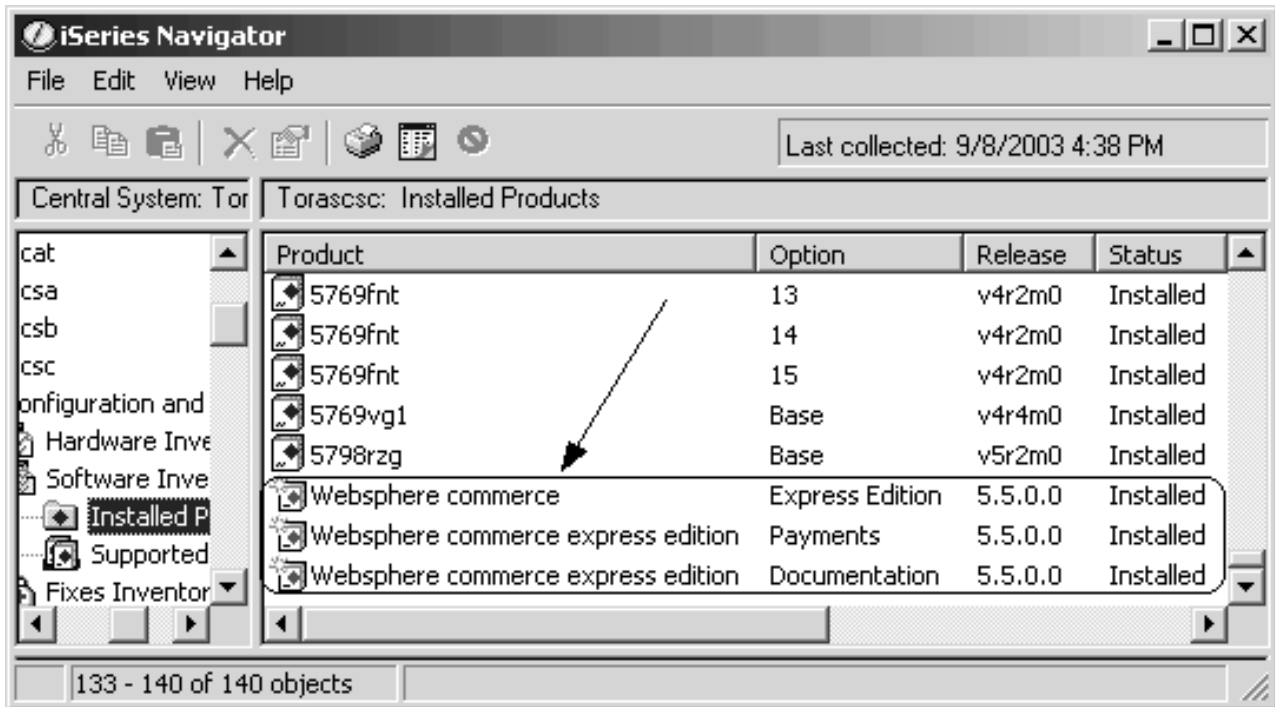 iSeries Navigator
File Edit View Help
Last collected: 9/8/2003 4:38 PM
Central System: Tor
Torascsc: Installed Products
cat
csa
csb
csc
onfiguration and
Hardware Inve
Software Inve
Installed P
Supported
Fixes Inventor
Product Option Release Status
5769fnt 13 v4r2m0 Installed
5769fnt 14 v4r2m0 Installed
5769fnt 15 v4r2m0 Installed
5769vg1 Base v4r4m0 Installed
5798rzg Base v5r2m0 Installed
Websphere commerce Express Edition 5.5.0.0 Installed
Websphere commerce express edition Payments 5.5.0.0 Installed
Websphere commerce express edition Documentation 5.5.0.0 Installed
133 - 140 of 140 objects